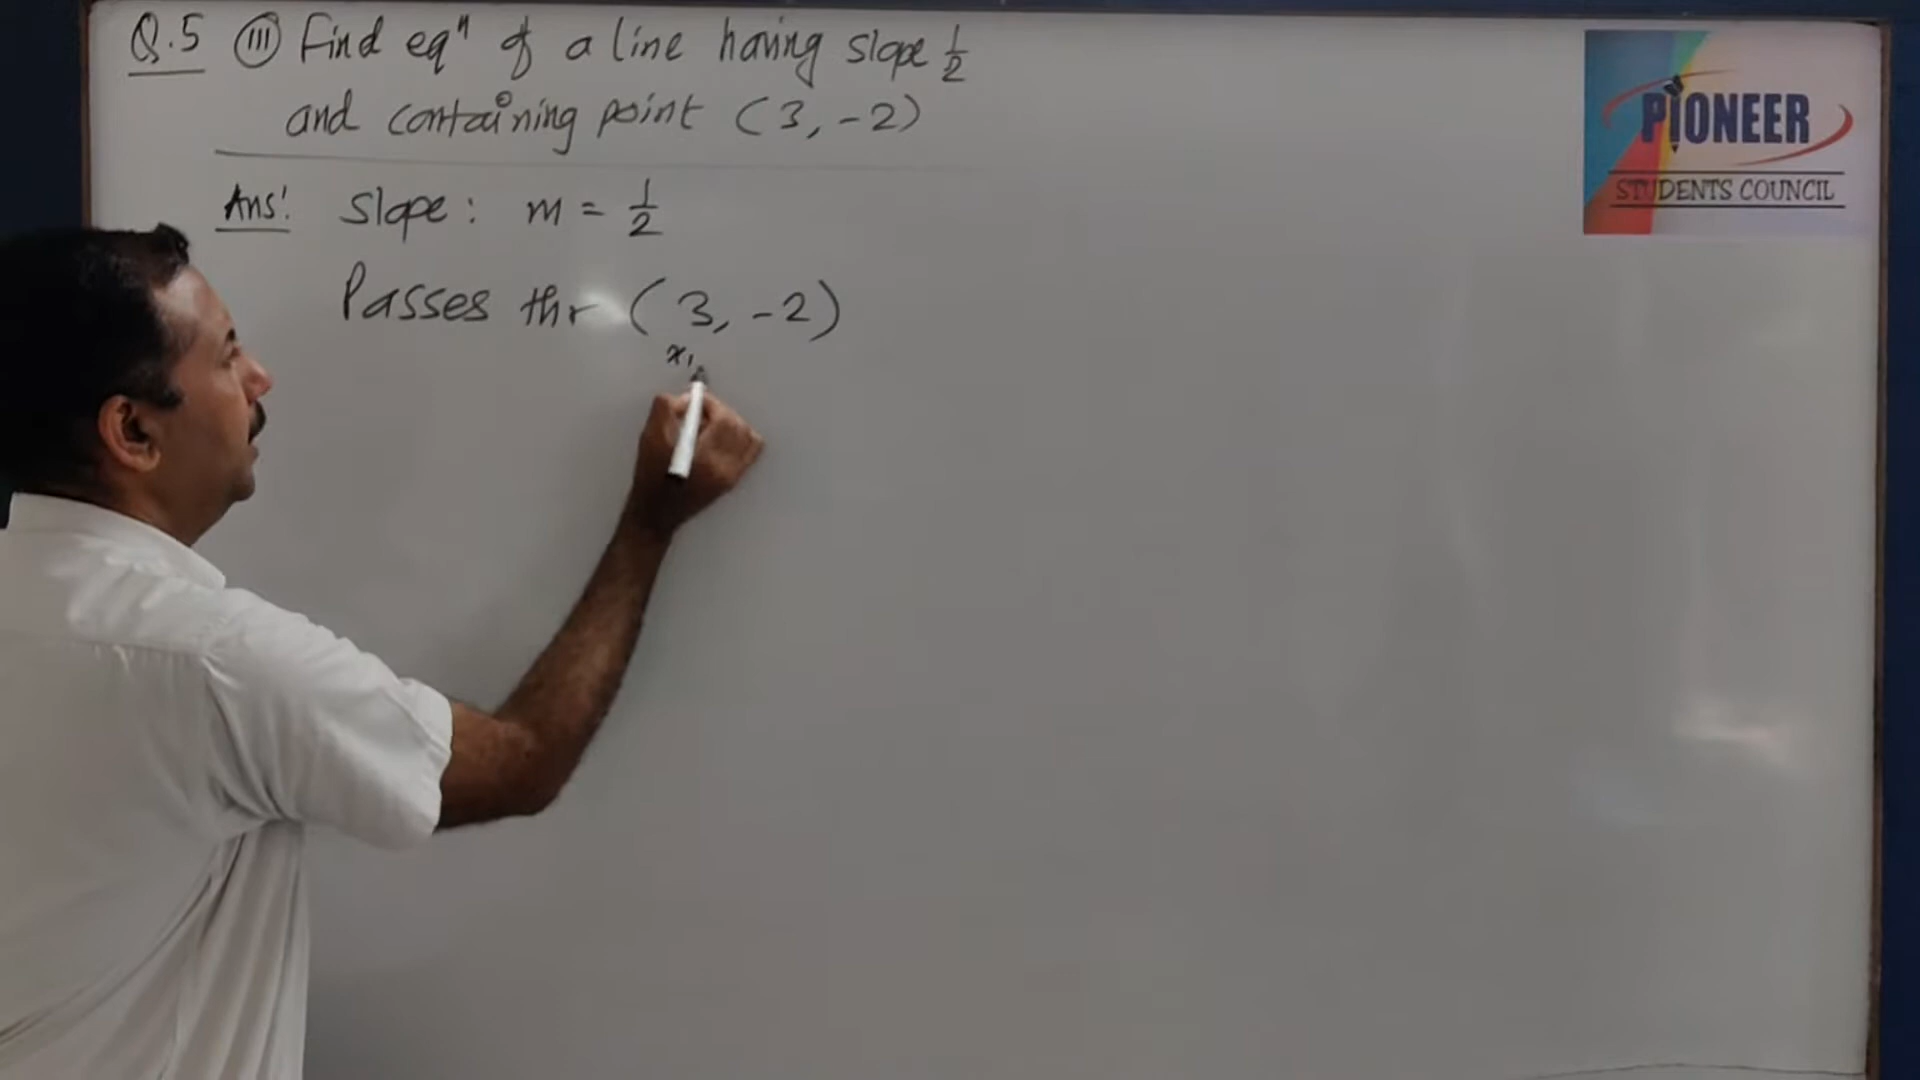 Q.5 (III) Find eqⁿ of a line having slope 1/2
and containing point (3, -2)
Ans: Slope: m = 1/2
Passes thr (3, -2)
x₁
PIONEER
STUDENTS COUNCIL